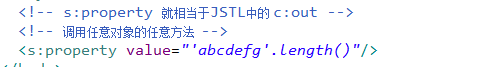 <!-- s:property 就相当于JSTL中的 c:out -->
<!-- 调用任意对象的任意方法 -->
<s:property value="'abcdefg'.length()"/>